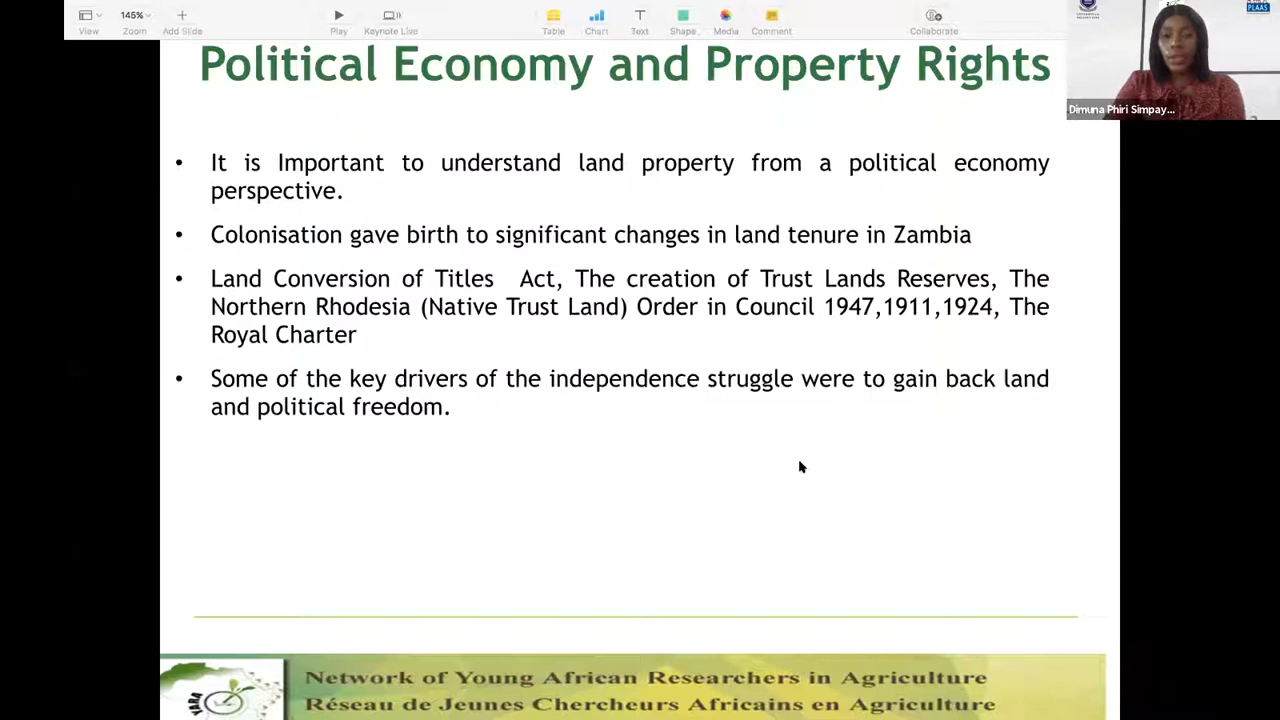 145%
View
Zoom
Add Slide
Play
Keynote Live
Table
Chart
Text
Shape
Media
Comment
Collaborate
PLAAS
Dimuna Phiri Simpay...
Political Economy and Property Rights
• It is Important to understand land property from a political economy
perspective.
• Colonisation gave birth to significant changes in land tenure in Zambia
• Land Conversion of Titles Act, The creation of Trust Lands Reserves, The
Northern Rhodesia (Native Trust Land) Order in Council 1947,1911,1924, The
Royal Charter
• Some of the key drivers of the independence struggle were to gain back land
and political freedom.
YARA
Network of Young African Researchers in Agriculture
Réseau de Jeunes Chercheurs Africains en Agriculture